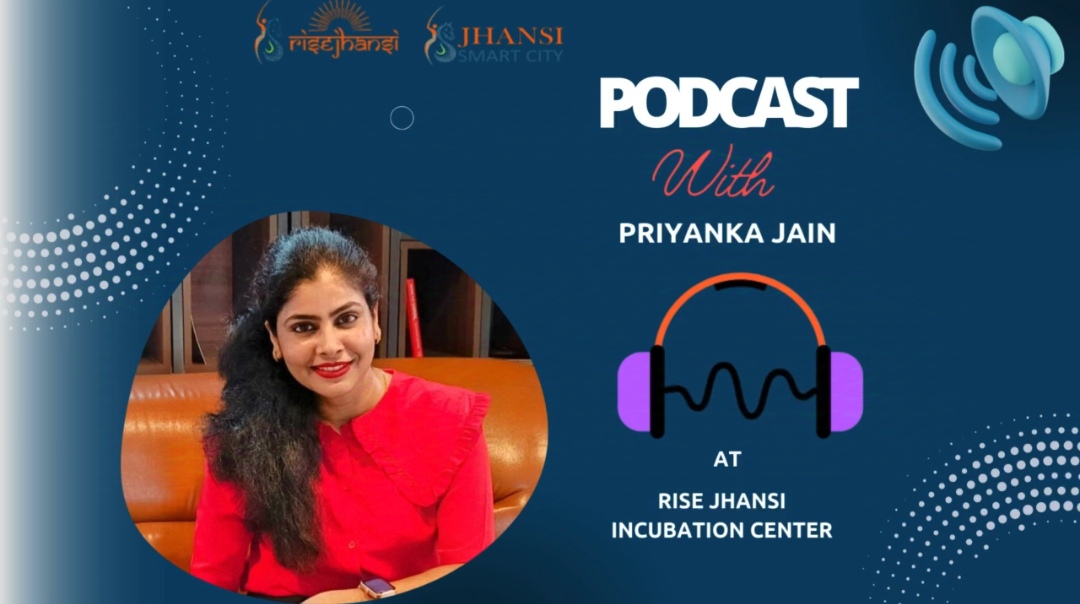 risejhansi
JHANSI
SMART CITY
PODCAST
With
PRIYANKA JAIN
AT
RISE JHANSI
INCUBATION CENTER